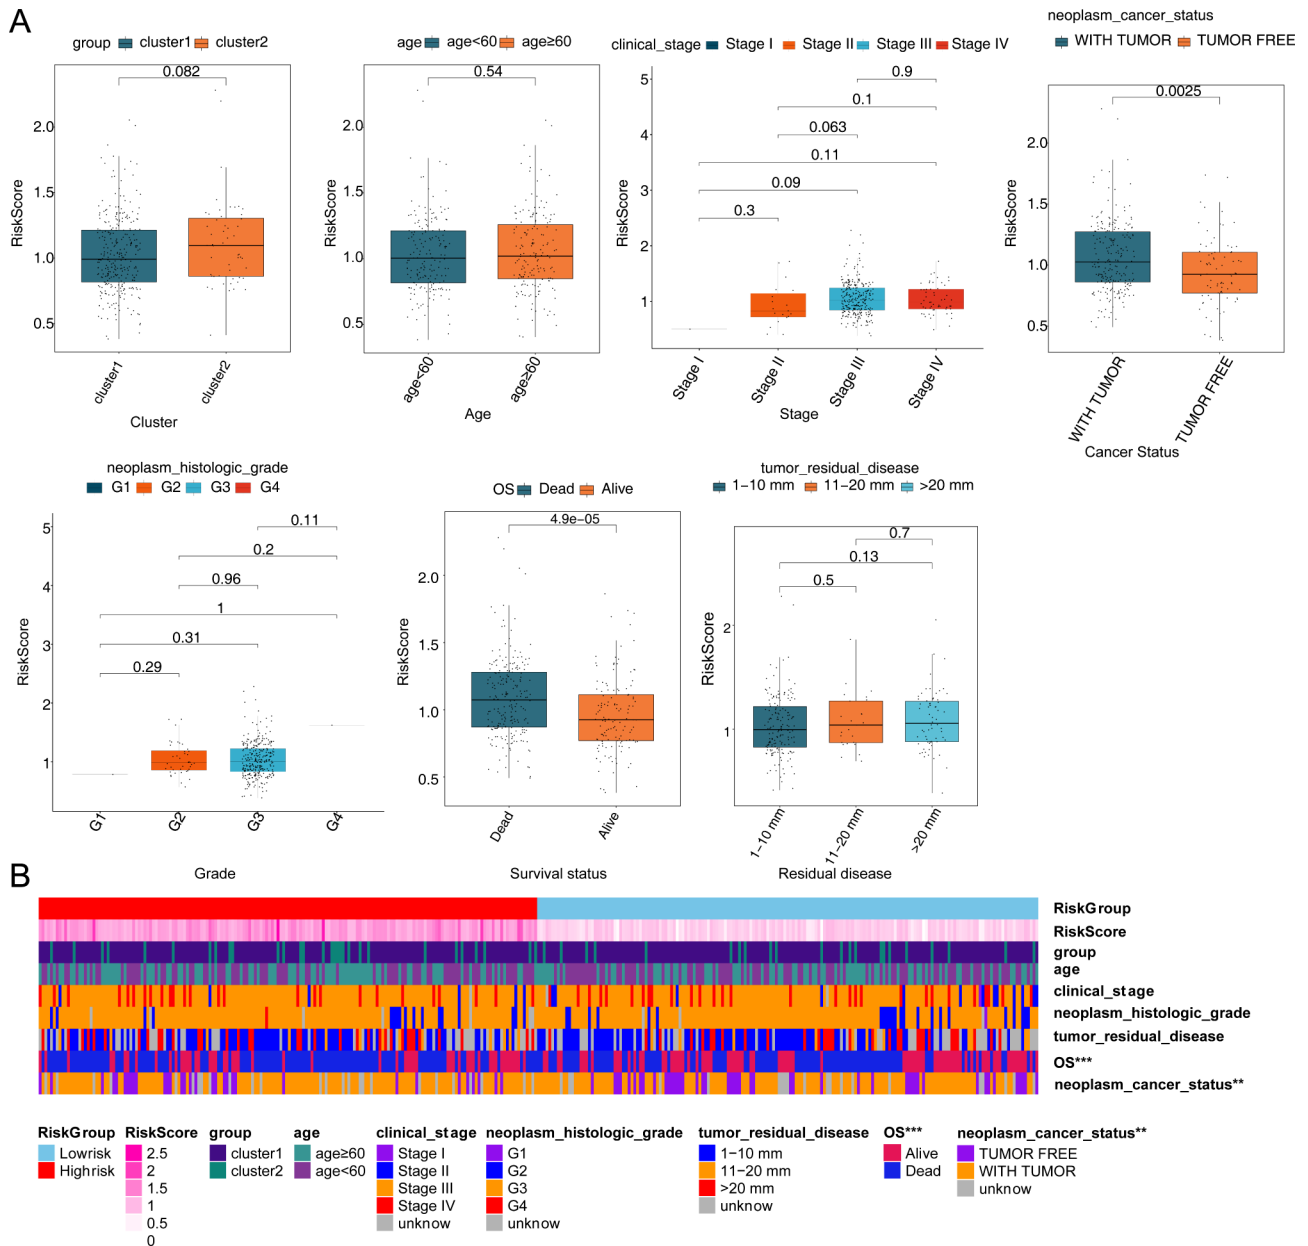 A
group cluster1 cluster2
0.082
2.0
1.5
1.0
0.5
RiskScore
cluster1
cluster2
Cluster
age age<60 age≥60
0.54
2.0
1.5
1.0
0.5
RiskScore
age<60
age≥60
Age
clinical_stage Stage I Stage II Stage III Stage IV
5
4
3
2
1
0.9
0.1
0.063
0.11
0.09
0.3
RiskScore
Stage I
Stage II
Stage III
Stage IV
Stage
neoplasm_cancer_status
WITH TUMOR TUMOR FREE
0.0025
2.0
1.5
1.0
0.5
RiskScore
WITH TUMOR
TUMOR FREE
Cancer Status
neoplasm_histologic_grade
G1 G2 G3 G4
5
4
3
2
1
0.11
0.2
0.96
1
0.31
0.29
RiskScore
G1
G2
G3
G4
Grade
OS Dead Alive
4.9e−05
2.0
1.5
1.0
0.5
RiskScore
Dead
Alive
Survival status
tumor_residual_disease
1−10 mm 11−20 mm >20 mm
0.7
0.13
0.5
2
1
RiskScore
1−10 mm
11−20 mm
>20 mm
Residual disease
B
RiskGroup
RiskScore
group
age
clinical_stage
neoplasm_histologic_grade
tumor_residual_disease
OS***
neoplasm_cancer_status**
RiskGroup
Lowrisk
Highrisk
RiskScore
2.5
2
1.5
1
0.5
0
group
cluster1
cluster2
age
age≥60
age<60
clinical_stage
Stage I
Stage II
Stage III
Stage IV
unknow
neoplasm_histologic_grade
G1
G2
G3
G4
unknow
tumor_residual_disease
1−10 mm
11−20 mm
>20 mm
unknow
OS***
Alive
Dead
neoplasm_cancer_status**
TUMOR FREE
WITH TUMOR
unknow